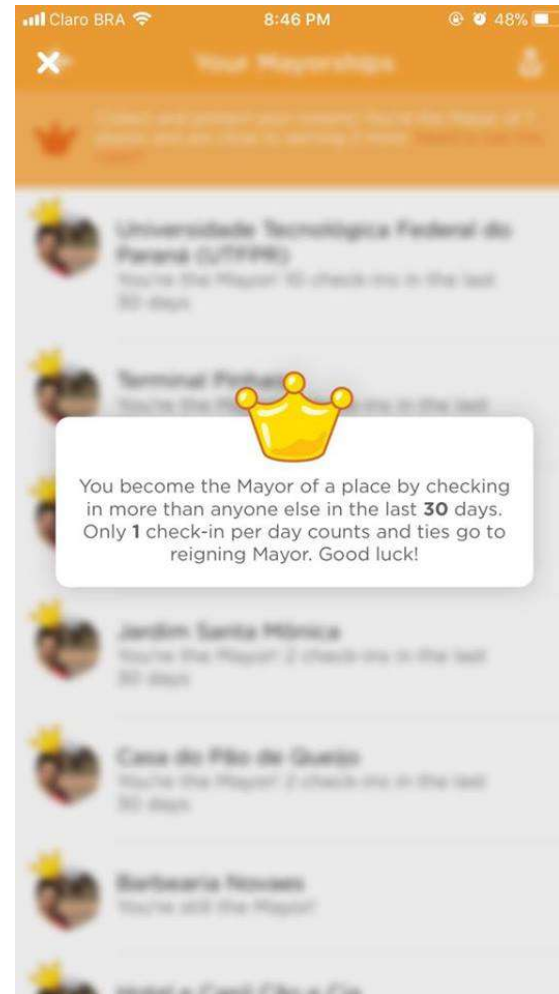 Claro BRA
8:46 PM
48%
Your Mayorships
Universidade Tecnológica Federal do
Paraná (UTFPR)
You're the Mayor! 10 check-ins in the last
30 days
Terminal
You become the Mayor of a place by checking
in more than anyone else in the last 30 days.
Only 1 check-in per day counts and ties go to
reigning Mayor. Good luck!
Jardim Santa Mônica
You're the Mayor! 2 check-ins in the last
30 days
Casa do Pão de Queijo
You're the Mayor! 2 check-ins in the last
30 days
Barbearia Novaes
You're still the Mayor!